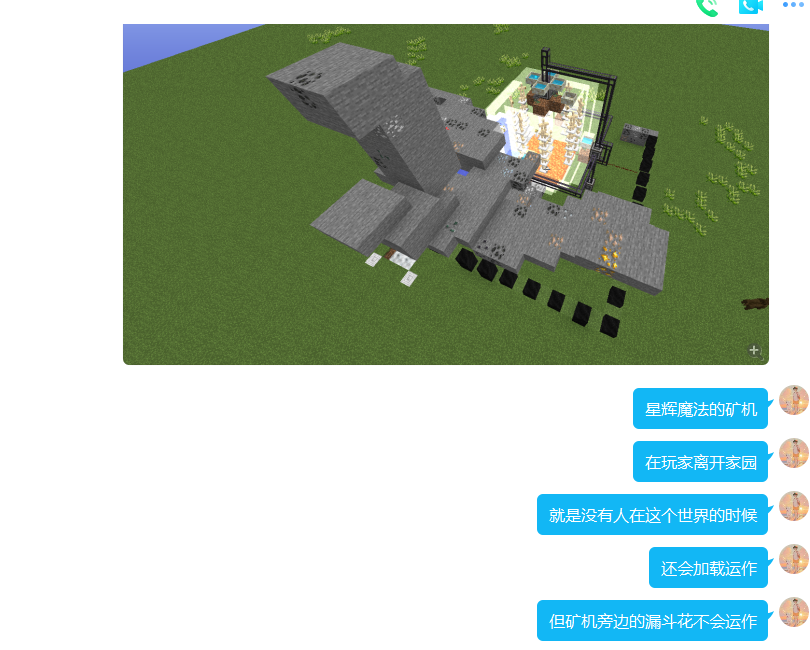 星辉魔法的矿机
在玩家离开家园
就是没有人在这个世界的时候
还会加载运作
但矿机旁边的漏斗花不会运作